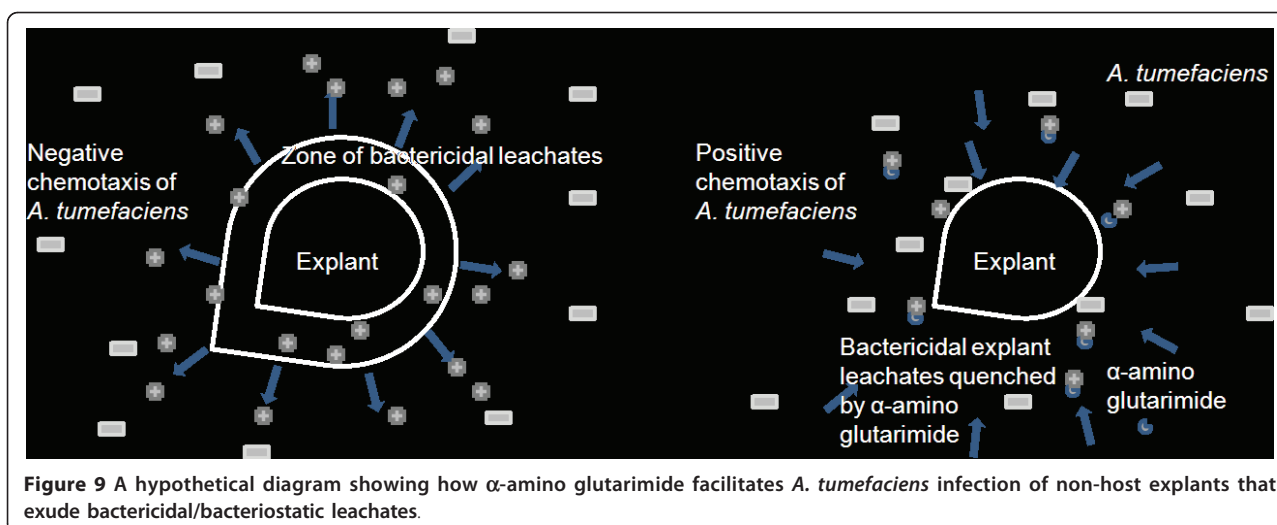 Negative
chemotaxis of
A. tumefaciens
Zone of bactericidal leachates
Explant
A. tumefaciens
Positive
chemotaxis of
A. tumefaciens
Explant
Bactericidal explant
leachates quenched
by α-amino
glutarimide
α-amino
glutarimide
Figure 9 A hypothetical diagram showing how α-amino glutarimide facilitates A. tumefaciens infection of non-host explants that
exude bactericidal/bacteriostatic leachates.